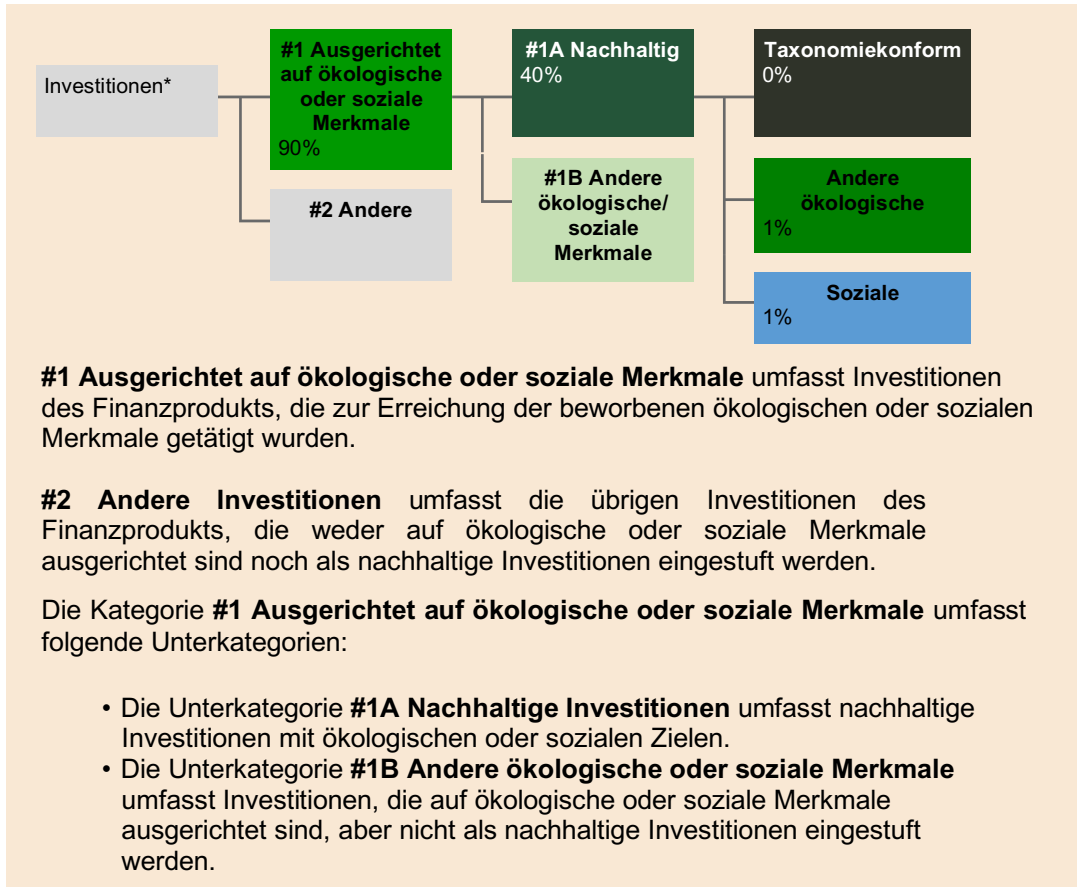 Investitionen*
#1 Ausgerichtet
auf ökologische
oder soziale
Merkmale
90%
#2 Andere
#1A Nachhaltig
40%
#1B Andere
ökologische/
soziale
Merkmale
Taxonomiekonform
0%
Andere
ökologische
1%
Soziale
1%
#1 Ausgerichtet auf ökologische oder soziale Merkmale umfasst Investitionen
des Finanzprodukts, die zur Erreichung der beworbenen ökologischen oder sozialen
Merkmale getätigt wurden.
#2 Andere Investitionen umfasst die übrigen Investitionen des
Finanzprodukts, die weder auf ökologische oder soziale Merkmale
ausgerichtet sind noch als nachhaltige Investitionen eingestuft werden.
Die Kategorie #1 Ausgerichtet auf ökologische oder soziale Merkmale umfasst
folgende Unterkategorien:
• Die Unterkategorie #1A Nachhaltige Investitionen umfasst nachhaltige
Investitionen mit ökologischen oder sozialen Zielen.
• Die Unterkategorie #1B Andere ökologische oder soziale Merkmale
umfasst Investitionen, die auf ökologische oder soziale Merkmale
ausgerichtet sind, aber nicht als nachhaltige Investitionen eingestuft
werden.